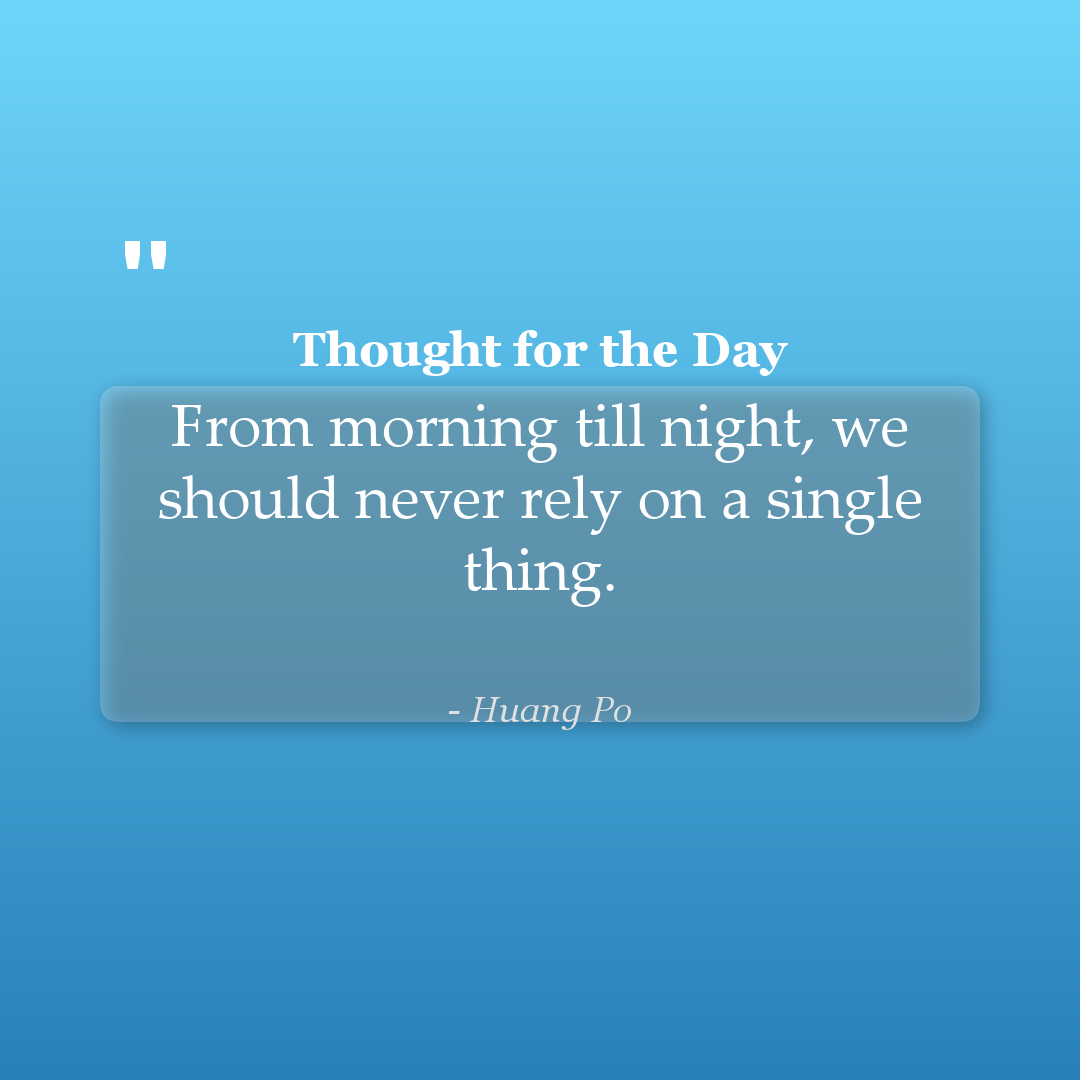 "
Thought for the Day
From morning till night, we
should never rely on a single
thing.
- Huang Po